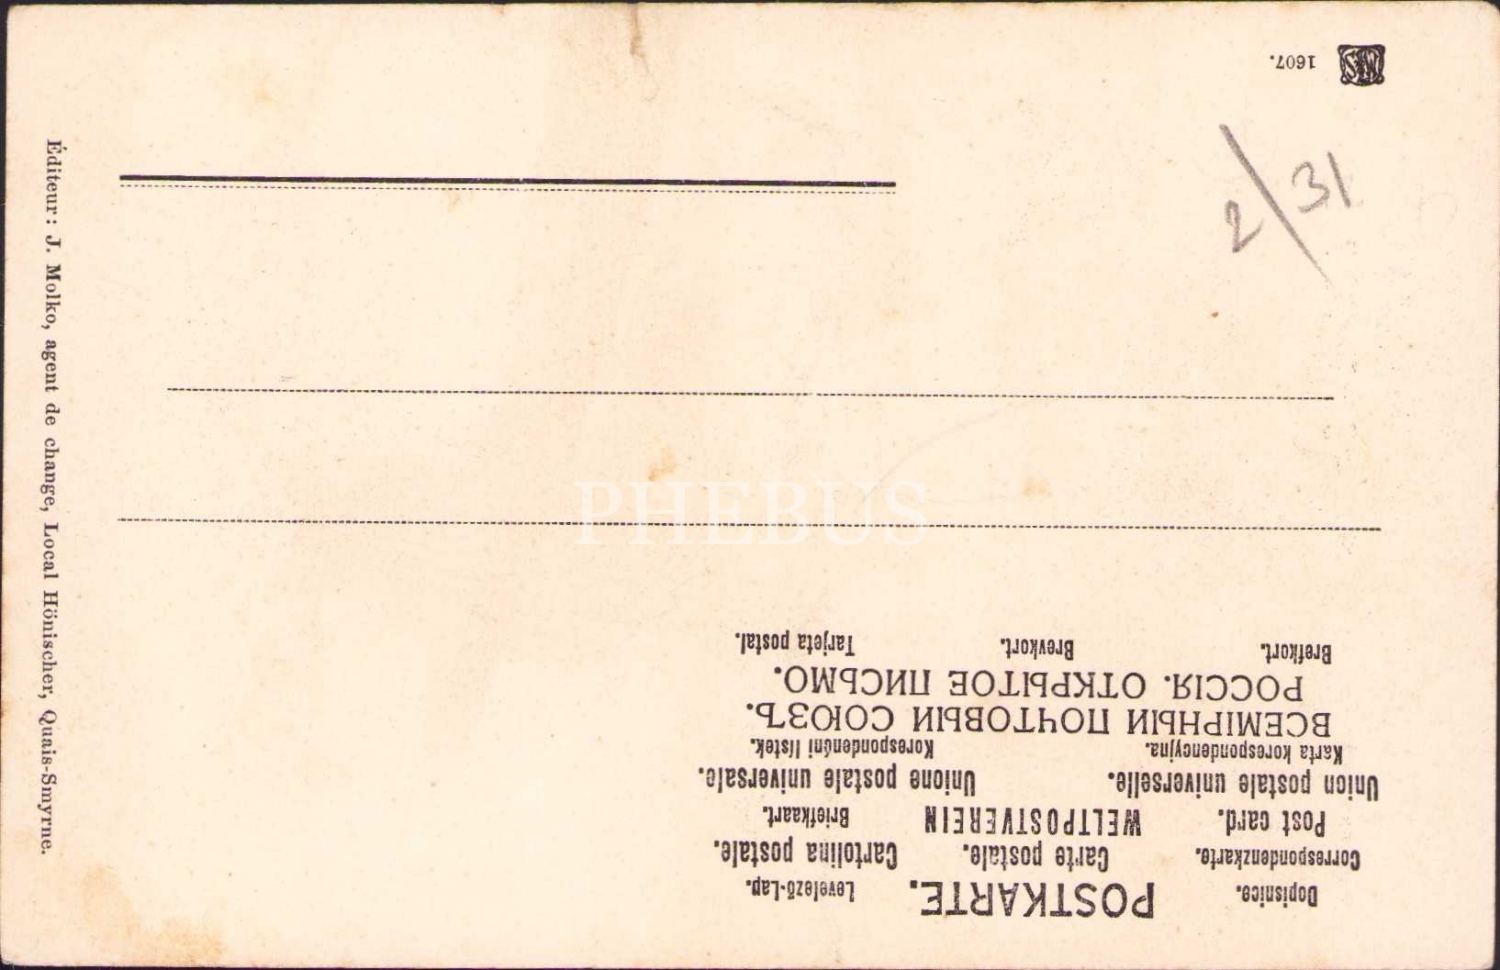 Dopisnice. POSTKARTE. Levelező-Lap.
Correspondenzkarte. Carte postale. Cartolina postale.
Post card. WELTPOSTVEREIN Briefkaart.
Union postale universelle. Unione postale universale.
Karta korespondencyjna. Korespondenční lístek.
ВСЕМІРНЫЙ ПОЧТОВЫЙ СОЮЗЪ.
РОССІЯ. ОТКРЫТОЕ ПИСЬМО.
Brefkort. Brevkort. Tarjeta postal.
1607.
Éditeur: J. Molko, agent de change, Local Hönischer, Quais-Smyrne.
2/31
PHEBUS